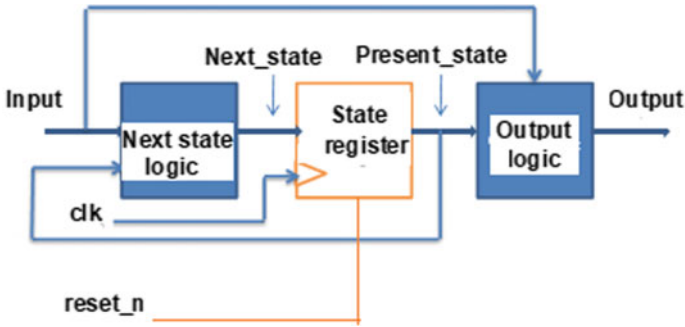 Next_state
Present_state
Input
Next state
logic
State
register
Output
logic
Output
clk
reset_n